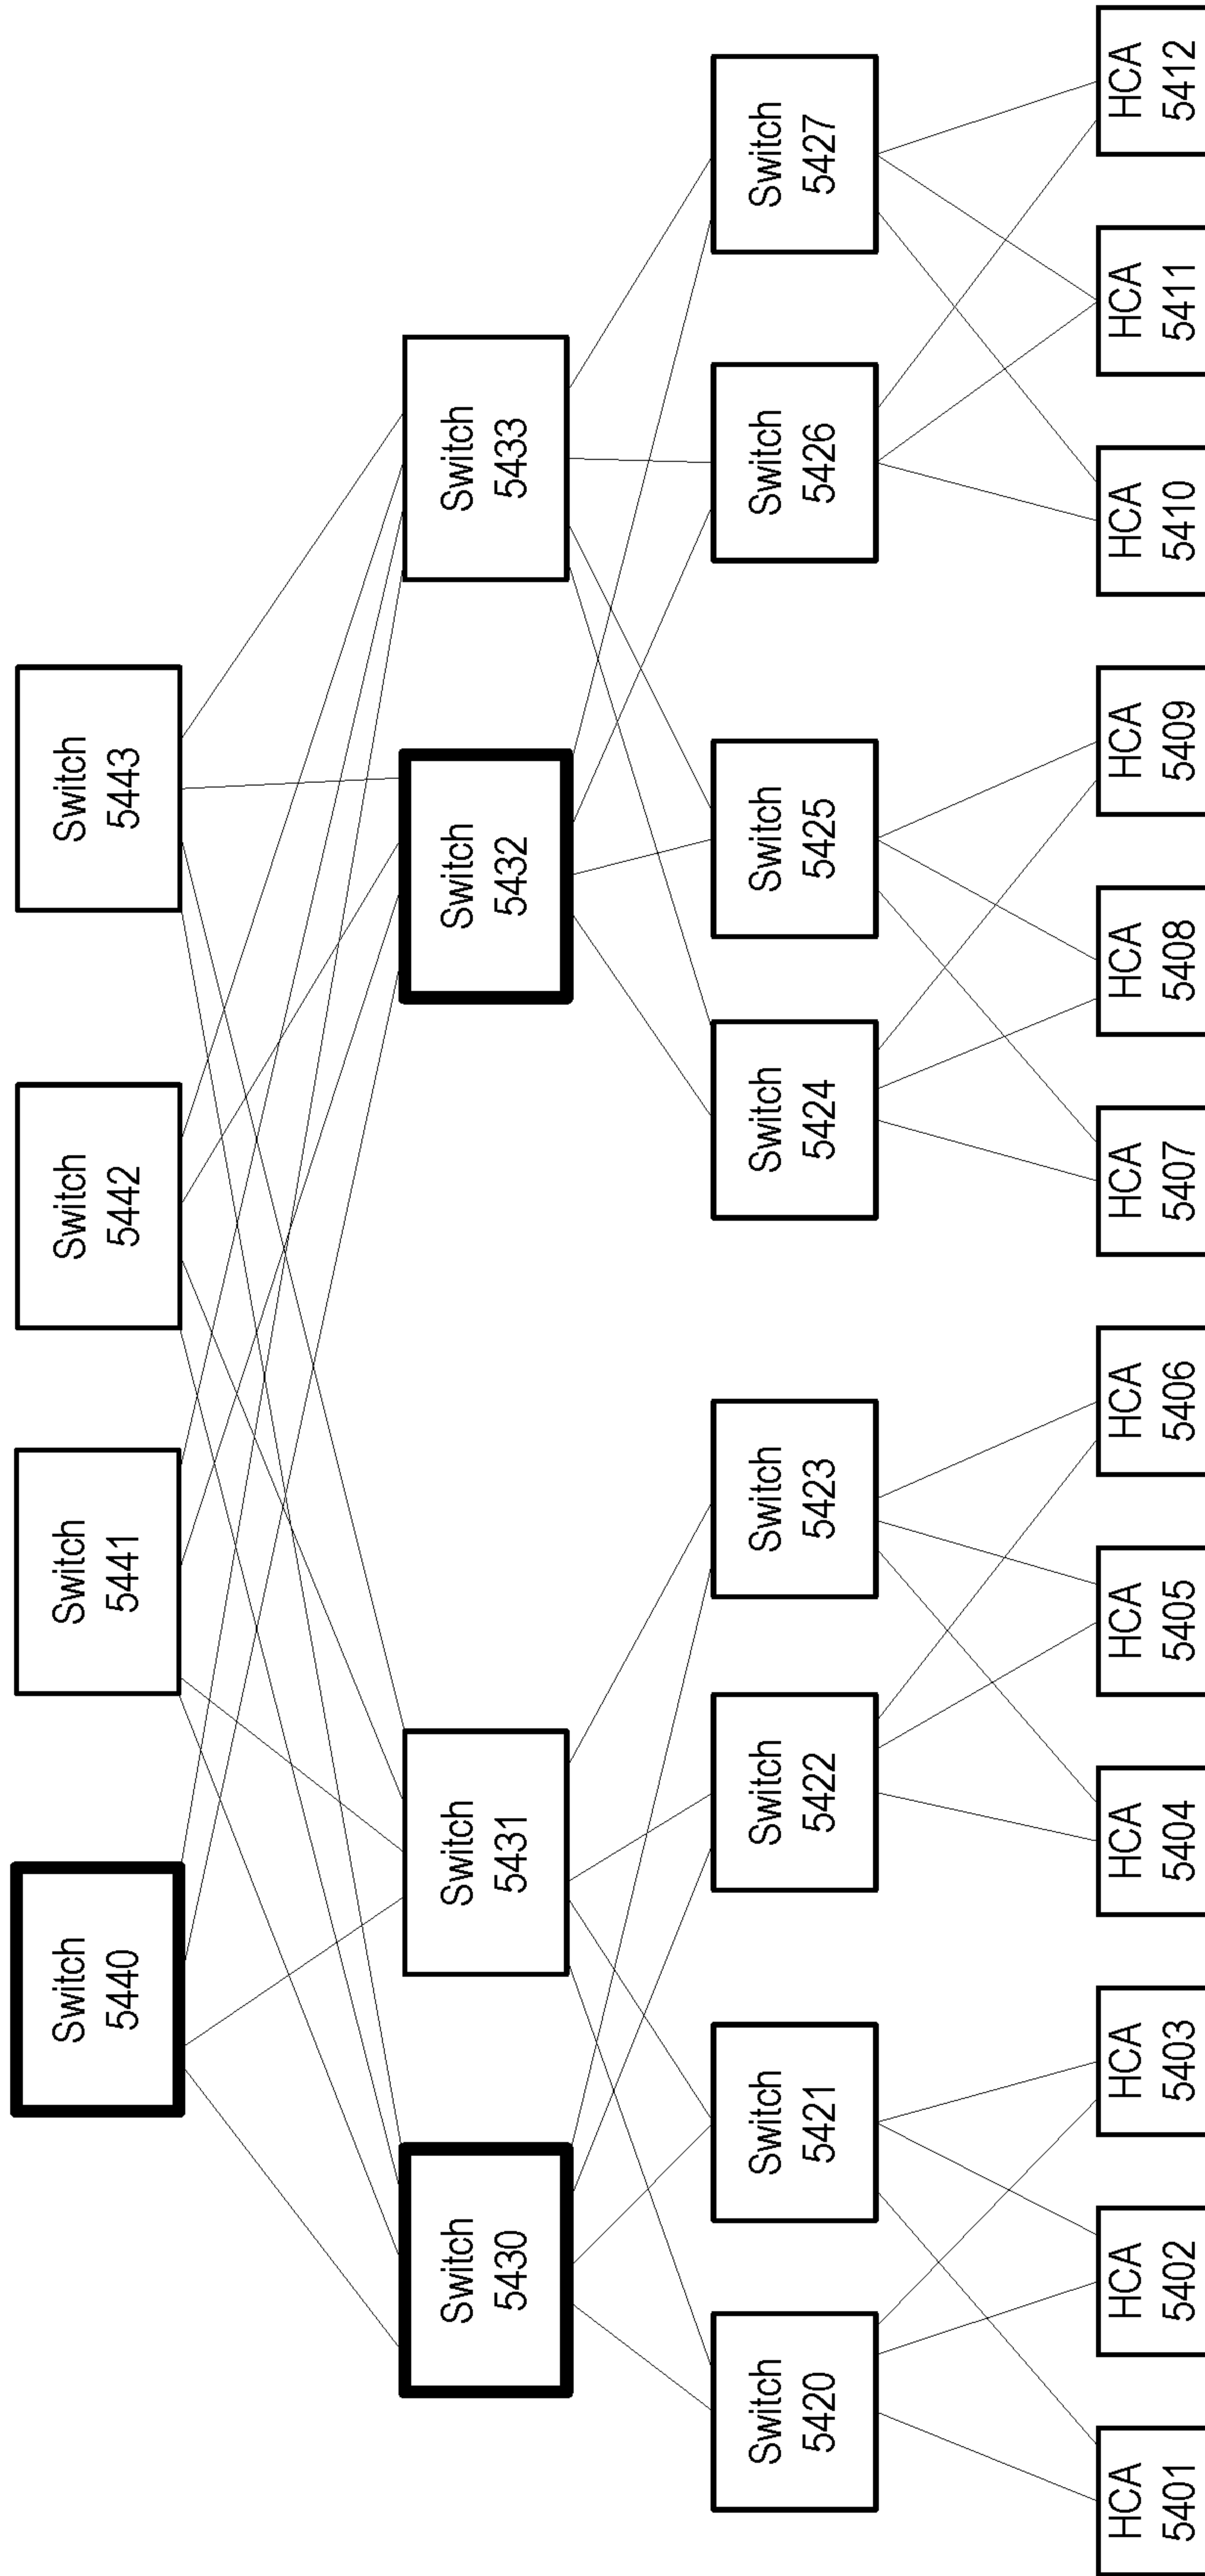 Switch
5440
Switch
5441
Switch
5442
Switch
5443
Switch
5430
Switch
5431
Switch
5432
Switch
5433
Switch
5420
Switch
5421
Switch
5422
Switch
5423
Switch
5424
Switch
5425
Switch
5426
Switch
5427
HCA
5401
HCA
5402
HCA
5403
HCA
5404
HCA
5405
HCA
5406
HCA
5407
HCA
5408
HCA
5409
HCA
5410
HCA
5411
HCA
5412